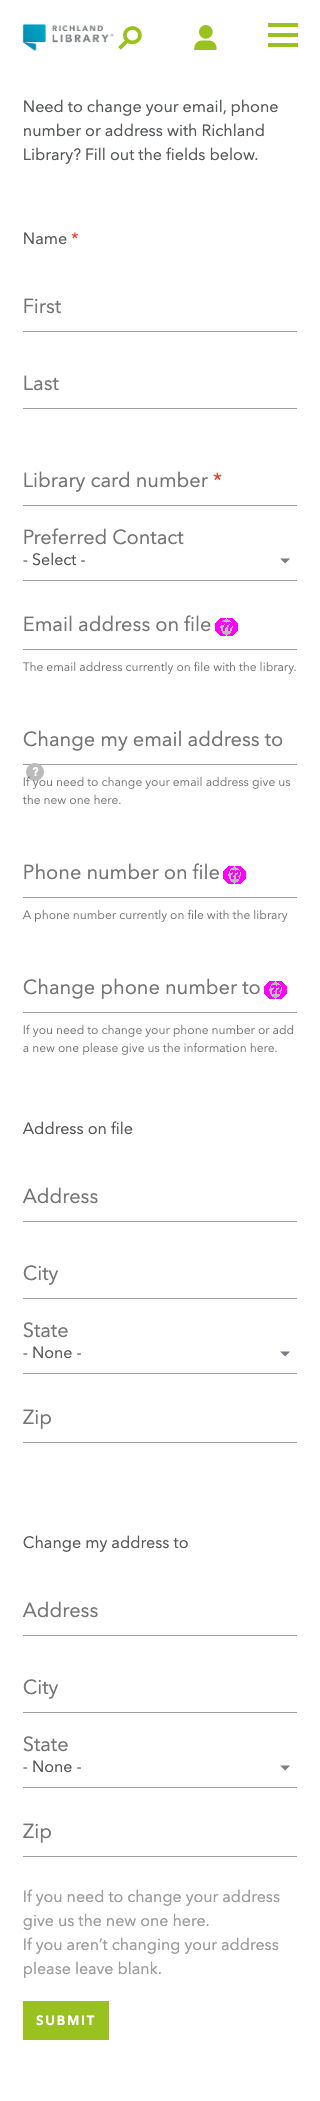 RICHLAND
LIBRARY
Need to change your email, phone
number or address with Richland
Library? Fill out the fields below.
Name *
First
Last
Library card number *
Preferred Contact
- Select -
Email address on file
The email address currently on file with the library.
Change my email address to
?
If you need to change your email address give us
the new one here.
Phone number on file
A phone number currently on file with the library
Change phone number to
If you need to change your phone number or add
a new one please give us the information here.
Address on file
Address
City
State
- None -
Zip
Change my address to
Address
City
State
- None -
Zip
If you need to change your address
give us the new one here.
If you aren't changing your address
please leave blank.
SUBMIT